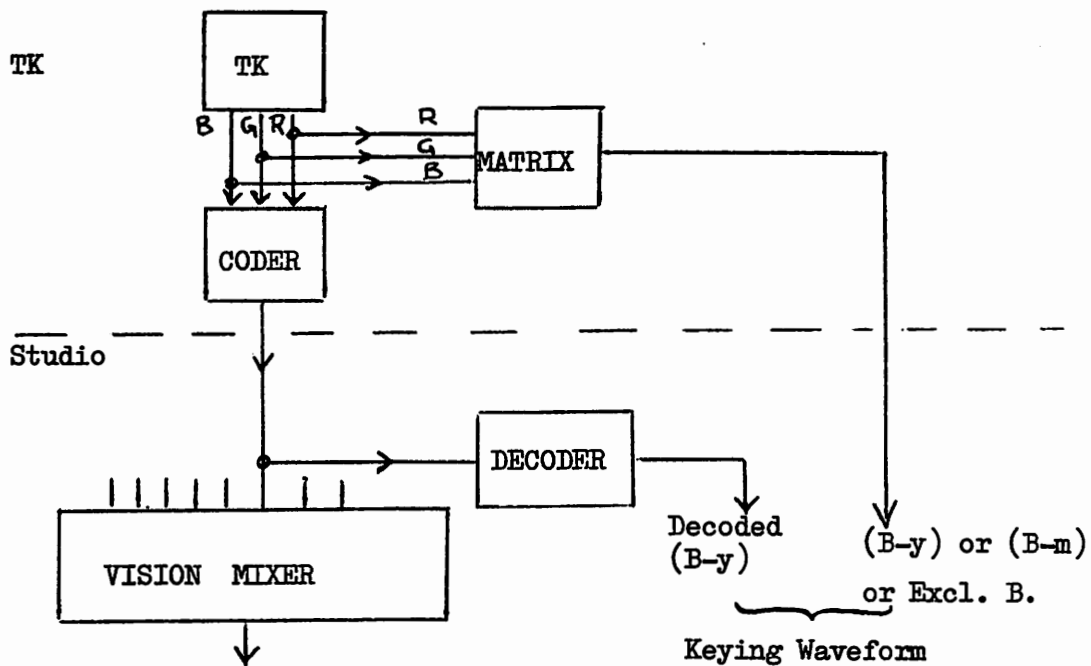 TK
TK
B G R
R
G
B
MATRIX
CODER
Studio
DECODER
Decoded
(B-y)
(B-y) or (B-m)
or Excl. B.
VISION MIXER
Keying Waveform